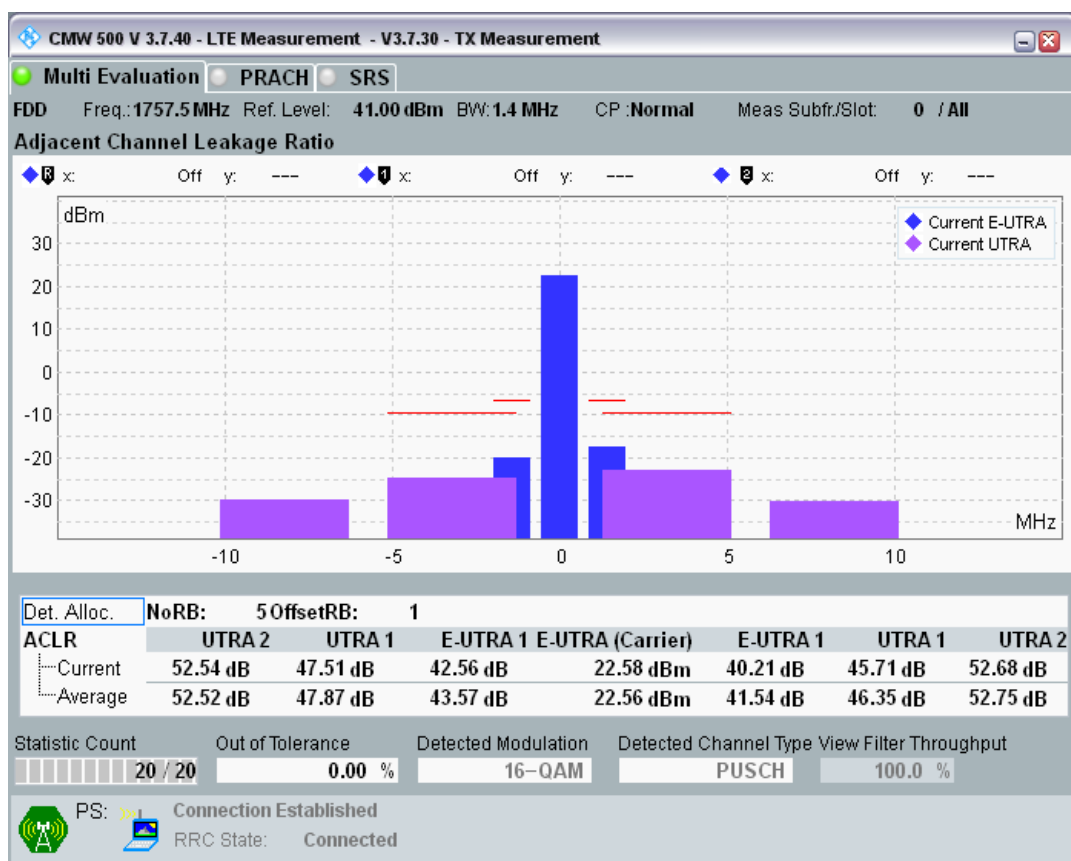 CMW 500 V 3.7.40 - LTE Measurement - V3.7.30 - TX Measurement
Multi Evaluation PRACH SRS
FDD Freq.: 1757.5 MHz Ref. Level: 41.00 dBm BW: 1.4 MHz CP : Normal Meas Subfr./Slot: 0 / All
Adjacent Channel Leakage Ratio
R x: Off y: --- 1 x: Off y: --- 2 x: Off y: ---
dBm
Current E-UTRA
Current UTRA
30
20
10
0
-10
-20
-30
MHz
-10 -5 0 5 10
Det. Alloc. NoRB: 5 OffsetRB: 1
ACLR UTRA 2 UTRA 1 E-UTRA 1 E-UTRA (Carrier) E-UTRA 1 UTRA 1 UTRA 2
Current 52.54 dB 47.51 dB 42.56 dB 22.58 dBm 40.21 dB 45.71 dB 52.68 dB
Average 52.52 dB 47.87 dB 43.57 dB 22.56 dBm 41.54 dB 46.35 dB 52.75 dB
Statistic Count Out of Tolerance Detected Modulation Detected Channel Type View Filter Throughput
20 / 20 0.00 % 16-QAM PUSCH 100.0 %
PS: Connection Established
RRC State: Connected